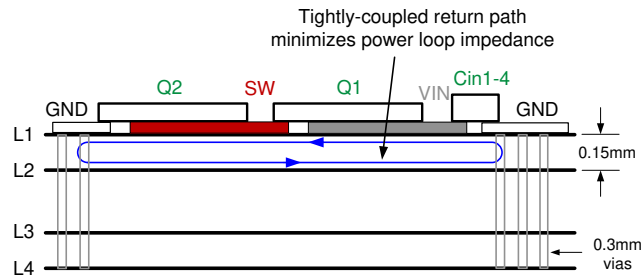 Tightly-coupled return path
minimizes power loop impedance
Q2
SW
Q1
VIN
Cin1-4
GND
GND
L1
0.15mm
L2
L3
0.3mm
vias
L4